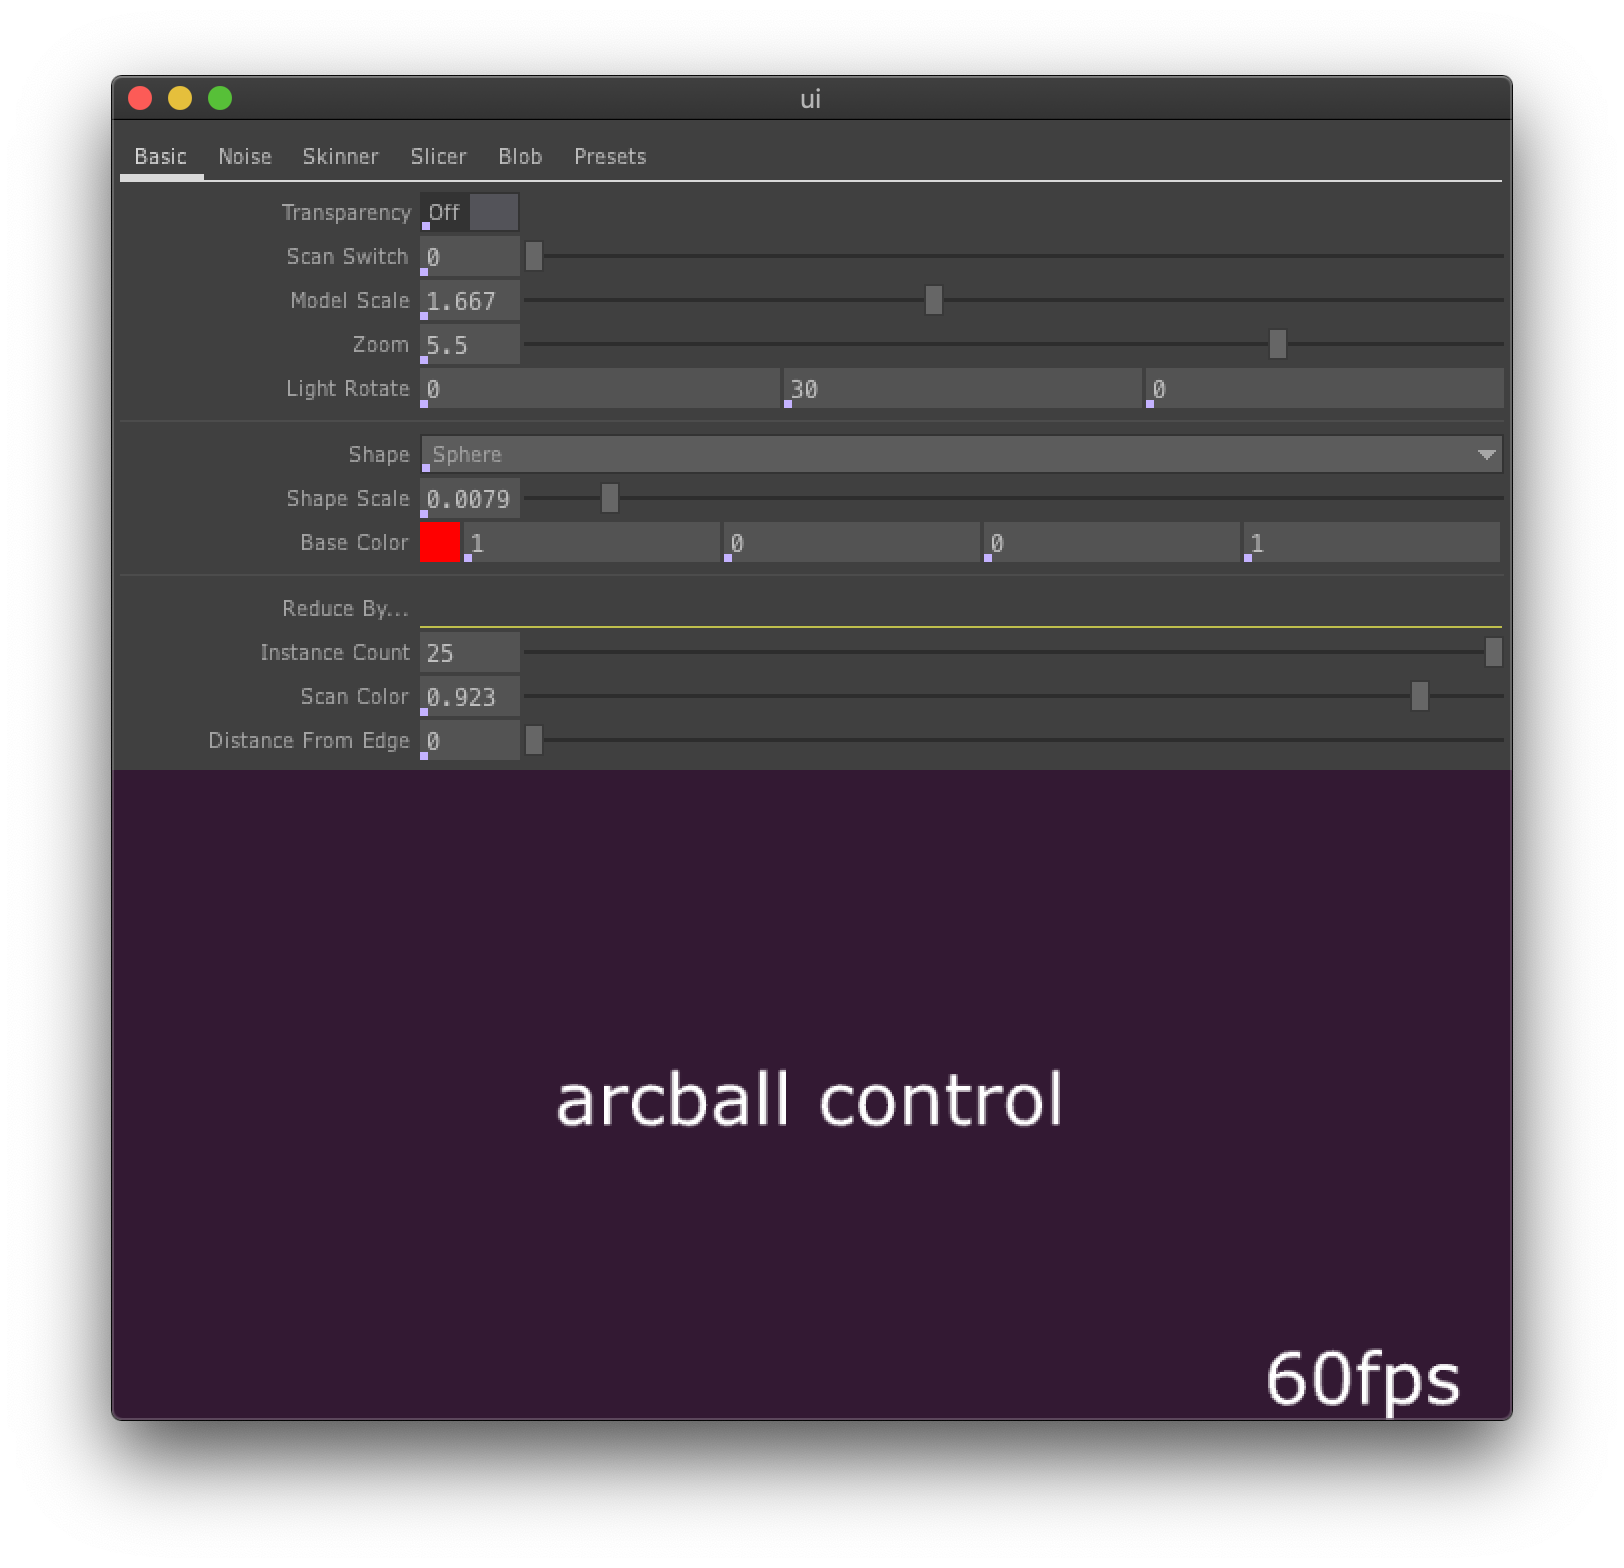 ui
Basic Noise Skinner Slicer Blob Presets
Transparency Off
Scan Switch 0
Model Scale 1.667
Zoom 5.5
Light Rotate 0 30 0
Shape Sphere
Shape Scale 0.0079
Base Color 1 0 0 1
Reduce By...
Instance Count 25
Scan Color 0.923
Distance From Edge 0
arcball control
60fps